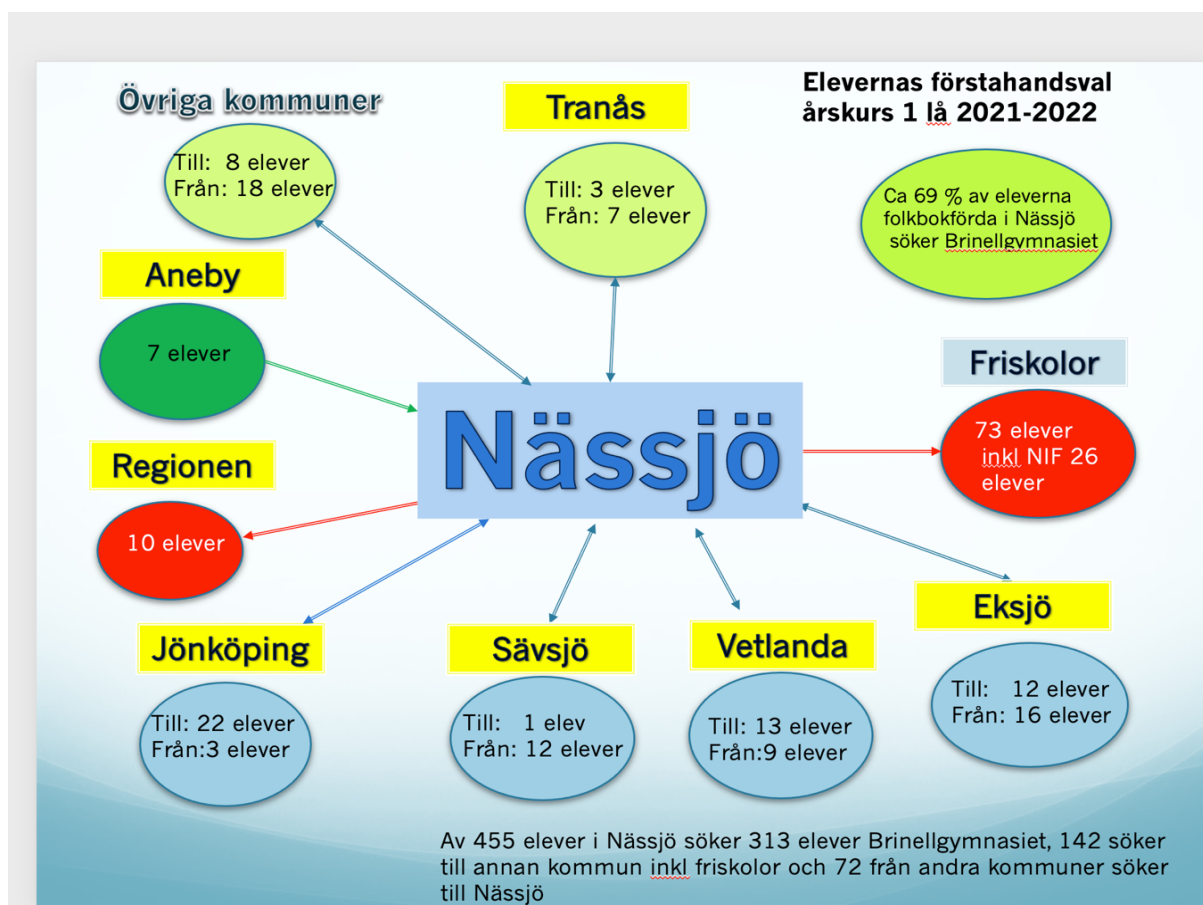 Övriga kommuner
Till: 8 elever
Från: 18 elever
Tranås
Till: 3 elever
Från: 7 elever
Elevernas förstahandsval
årskurs 1 lå 2021-2022
Ca 69 % av eleverna
folkbokförda i Nässjö
söker Brinellgymnasiet
Aneby
7 elever
Nässjö
Friskolor
73 elever
inkl NIF 26
elever
Regionen
10 elever
Jönköping
Till: 22 elever
Från:3 elever
Sävsjö
Till: 1 elev
Från: 12 elever
Vetlanda
Till: 13 elever
Från:9 elever
Eksjö
Till: 12 elever
Från: 16 elever
Av 455 elever i Nässjö söker 313 elever Brinellgymnasiet, 142 söker
till annan kommun inkl friskolor och 72 från andra kommuner söker
till Nässjö